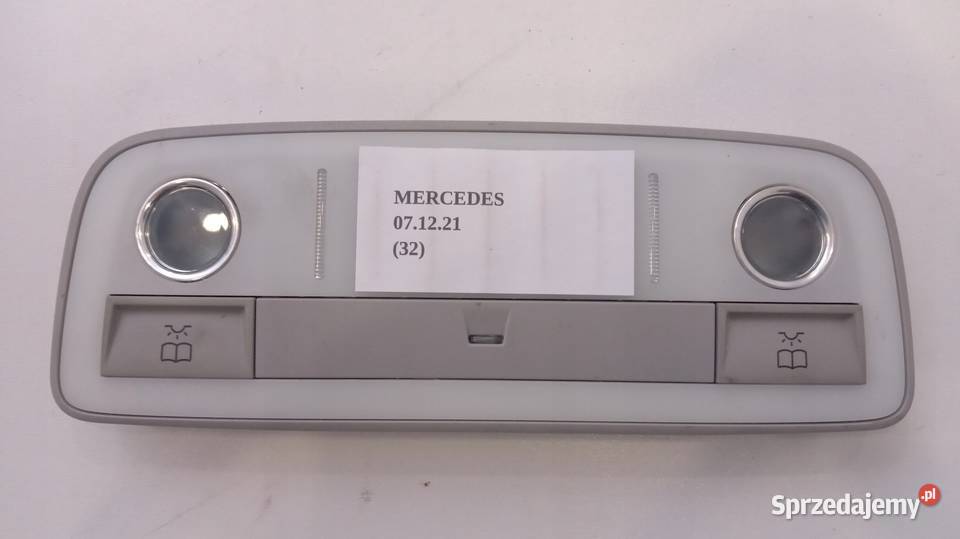 MERCEDES
07.12.21
(32)
Sprzedajemy.pl